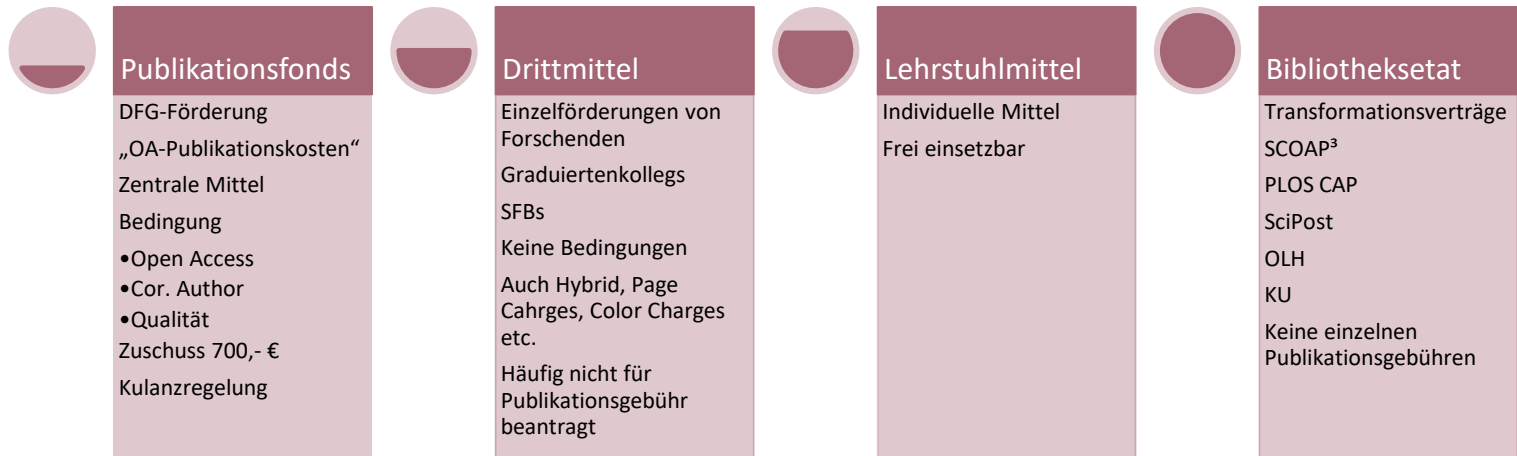 Publikationsfonds
DFG-Förderung
„OA-Publikationskosten“
Zentrale Mittel
Bedingung
•Open Access
•Cor. Author
•Qualität
Zuschuss 700,- €
Kulanzregelung
Drittmittel
Einzelförderungen von
Forschenden
Graduiertenkollegs
SFBs
Keine Bedingungen
Auch Hybrid, Page
Cahrges, Color Charges
etc.
Häufig nicht für
Publikationsgebühr
beantragt
Lehrstuhlmittel
Individuelle Mittel
Frei einsetzbar
Bibliotheksetat
Transformationsverträge
SCOAP³
PLOS CAP
SciPost
OLH
KU
Keine einzelnen
Publikationsgebühren